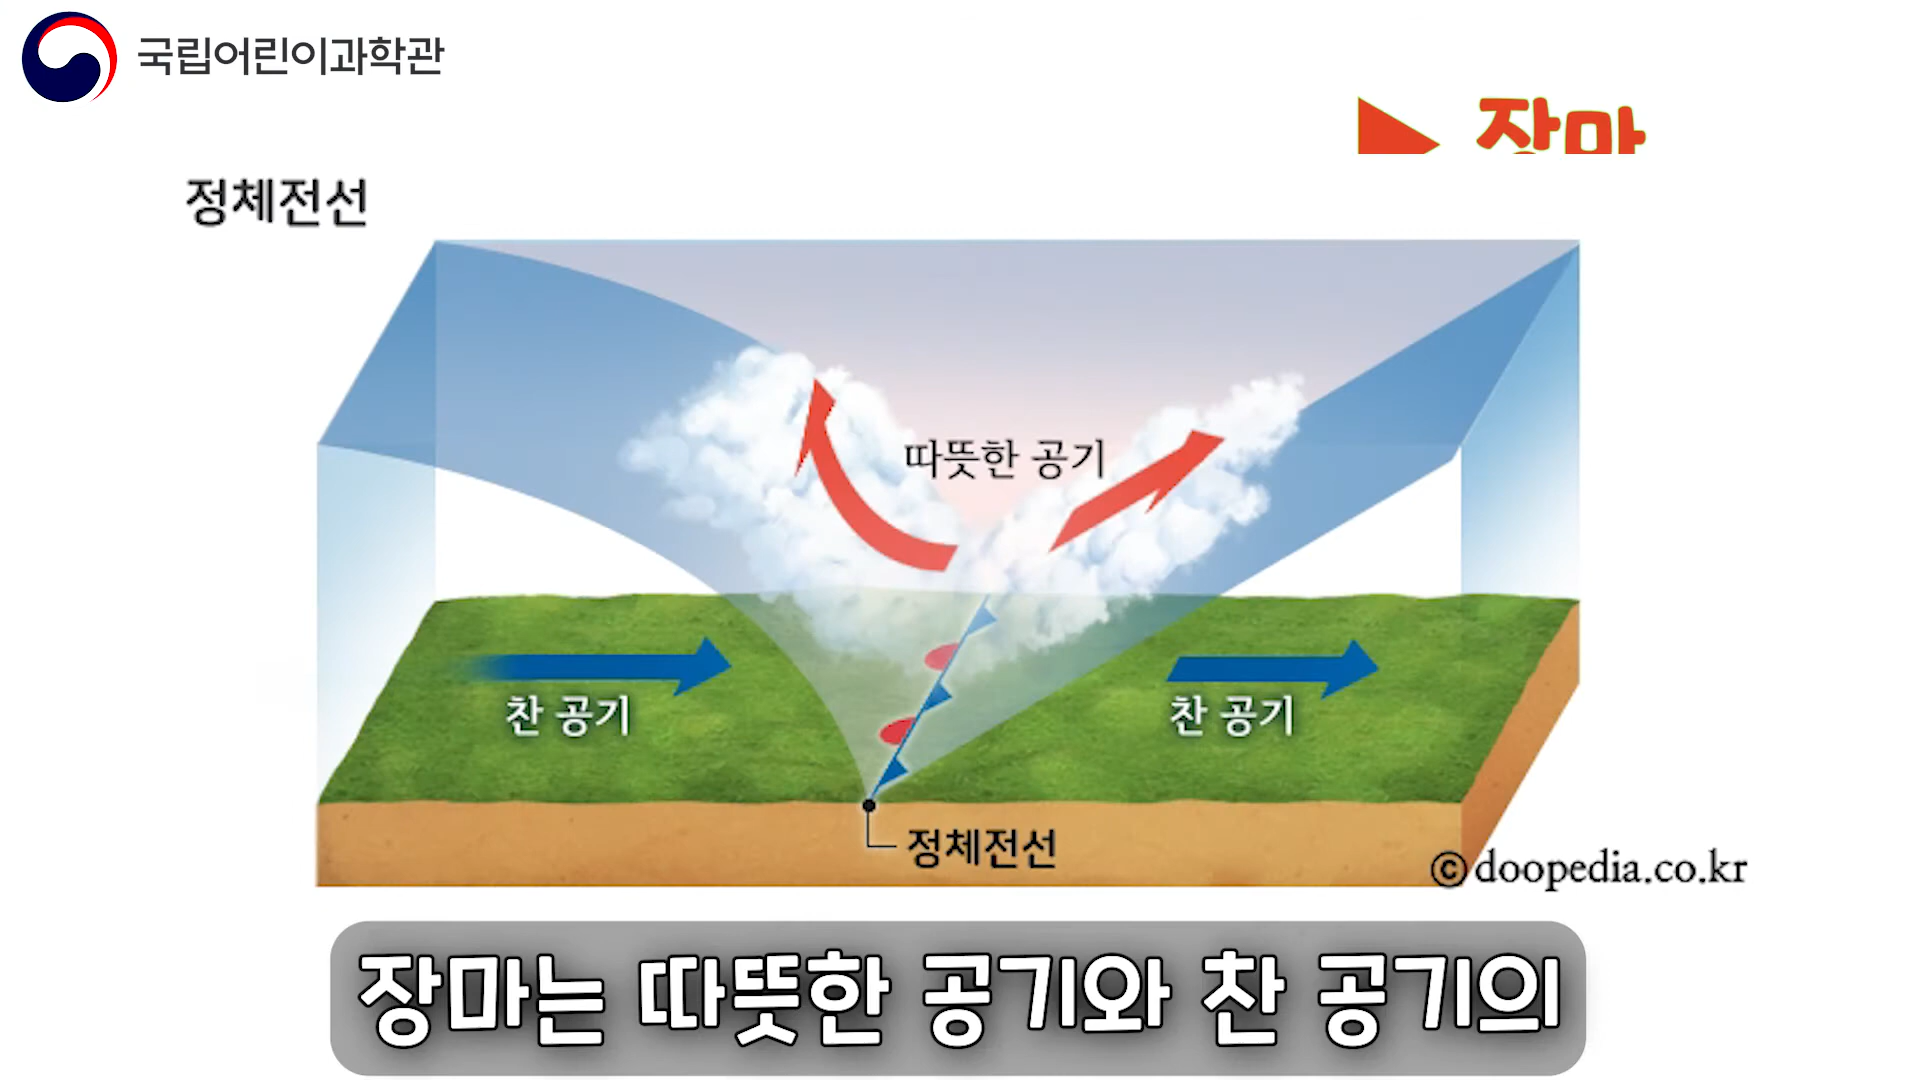 국립어린이과학관
장마
정체전선
따뜻한 공기
찬 공기
찬 공기
정체전선
ⓒdoopedia.co.kr
장마는 따뜻한 공기와 찬 공기의